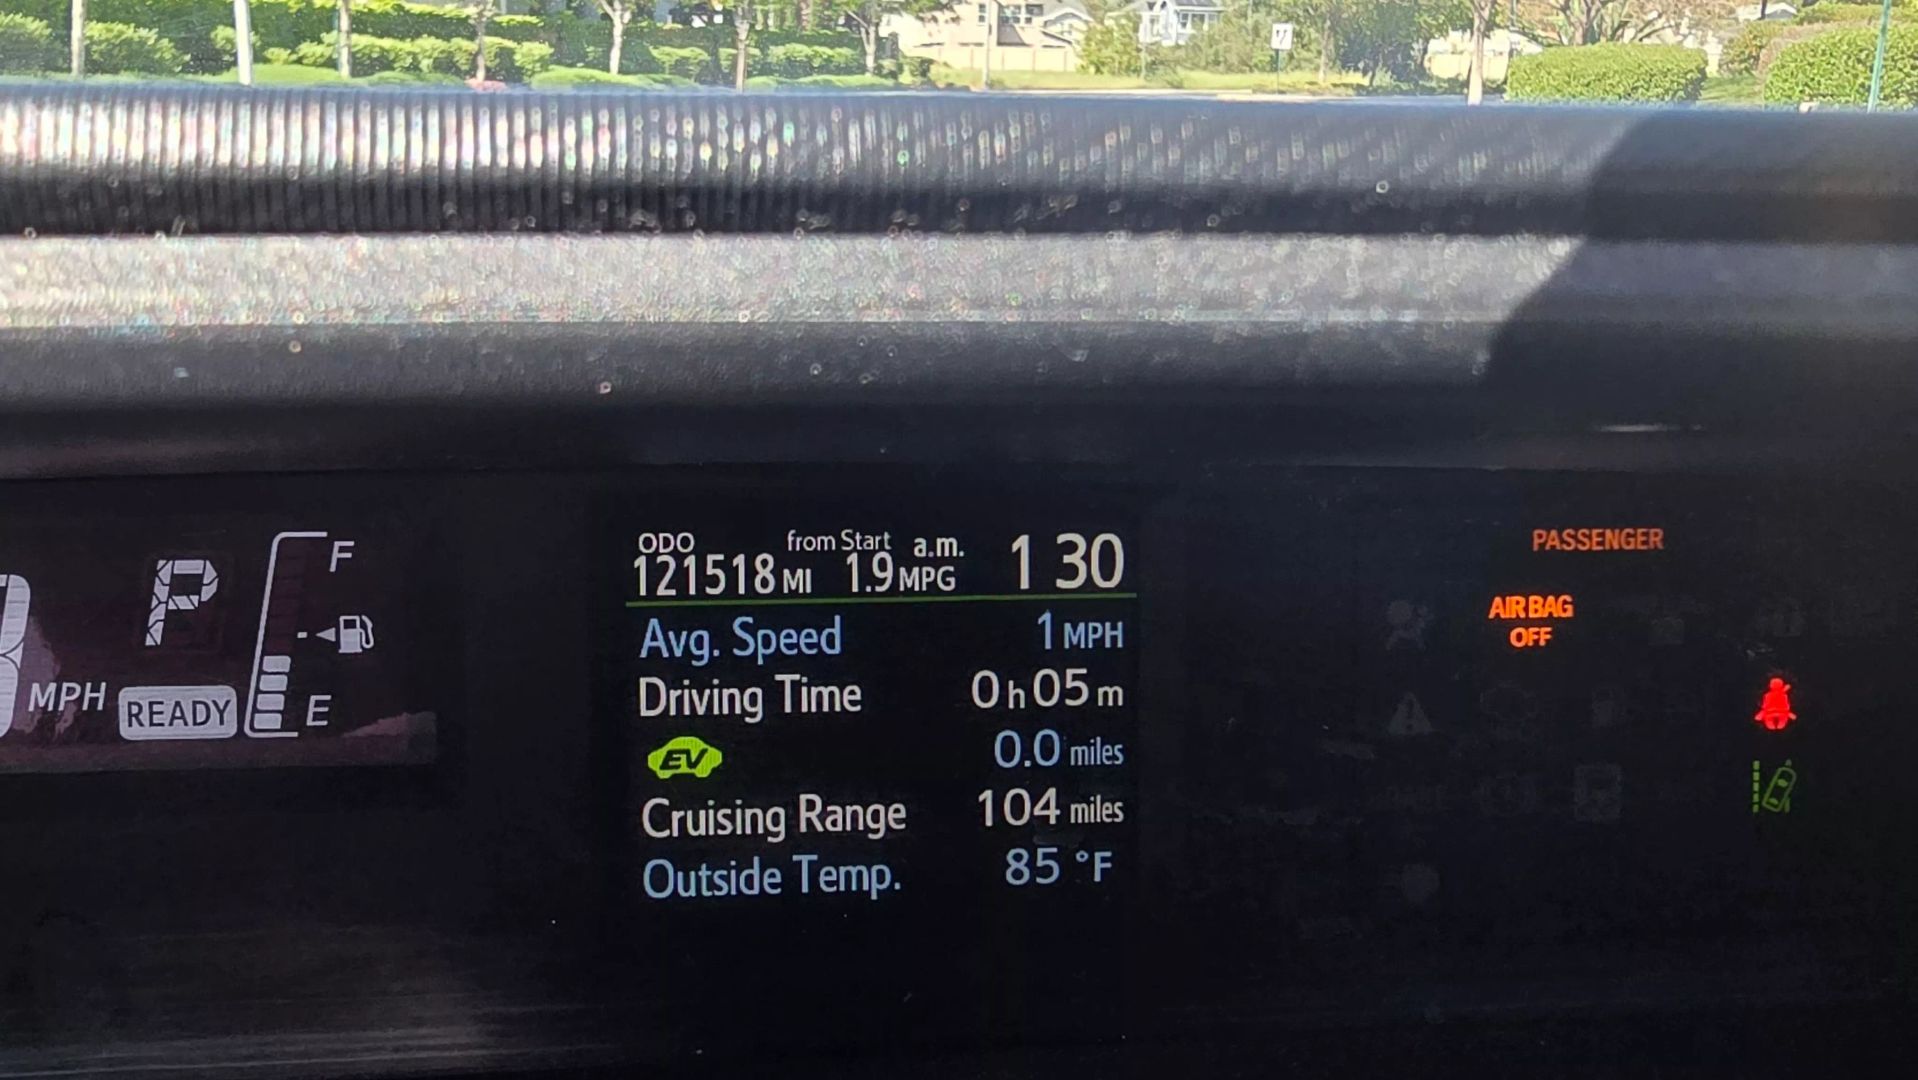 ODO from Start a.m. 1 30
121518 MI 1.9 MPG
Avg. Speed 1 MPH
Driving Time 0 h 05 m
EV 0.0 miles
Cruising Range 104 miles
Outside Temp. 85 °F
P
F
MPH
READY
E
PASSENGER
AIR BAG
OFF